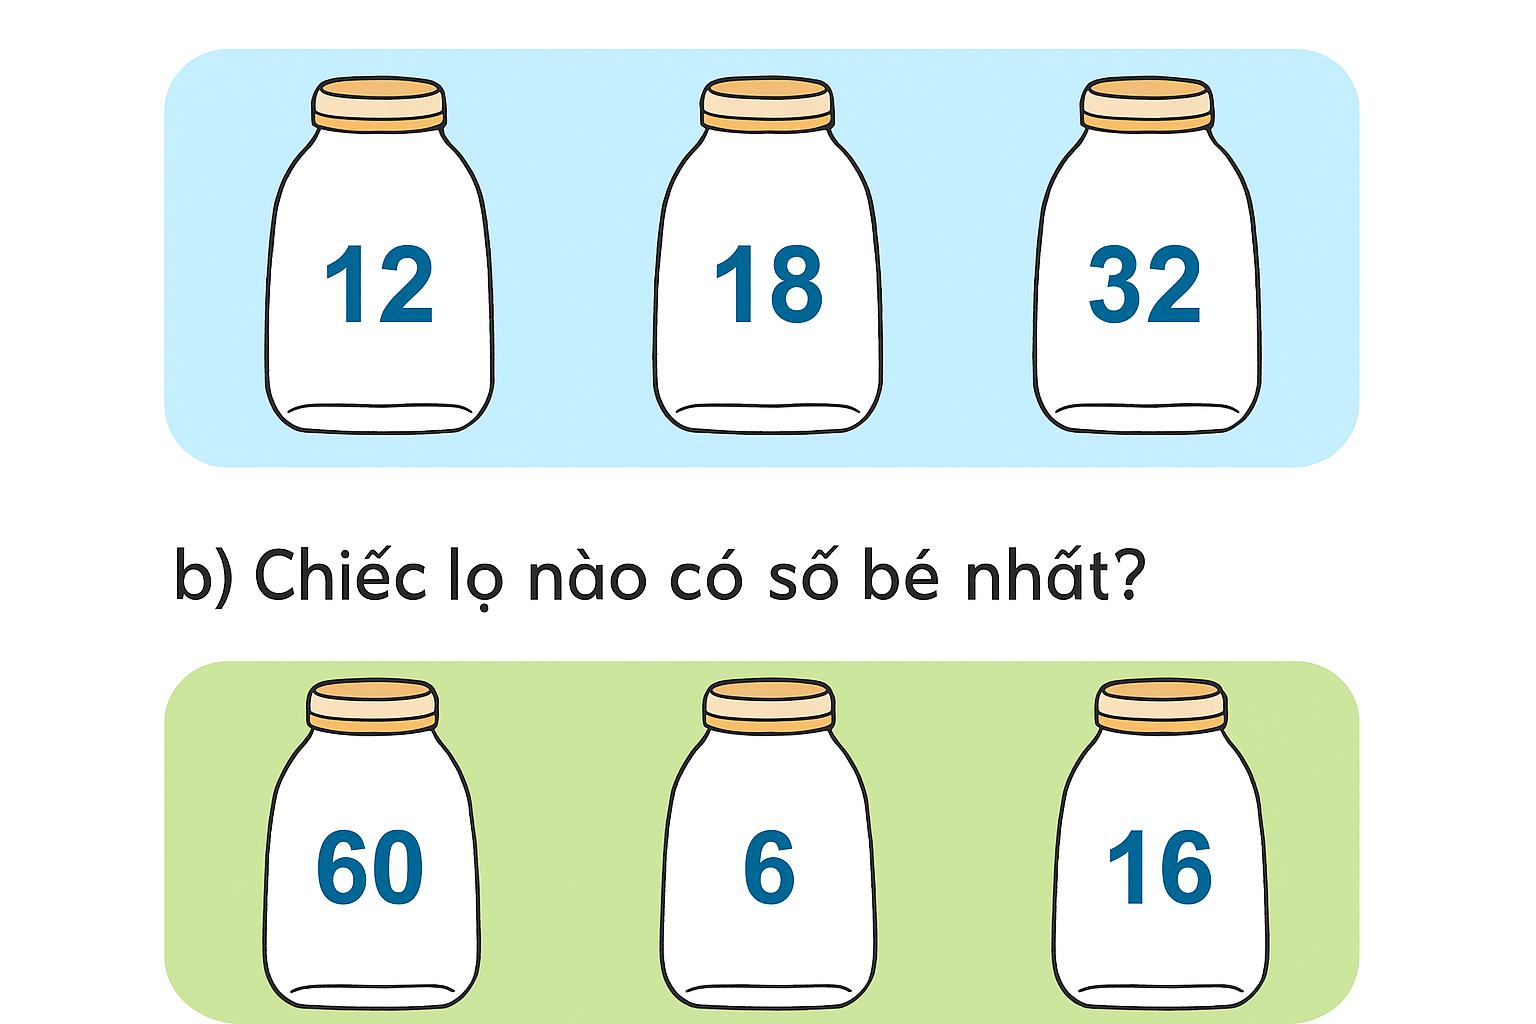 12 18 32
b) Chiếc lọ nào có số bé nhất?
60 6 16